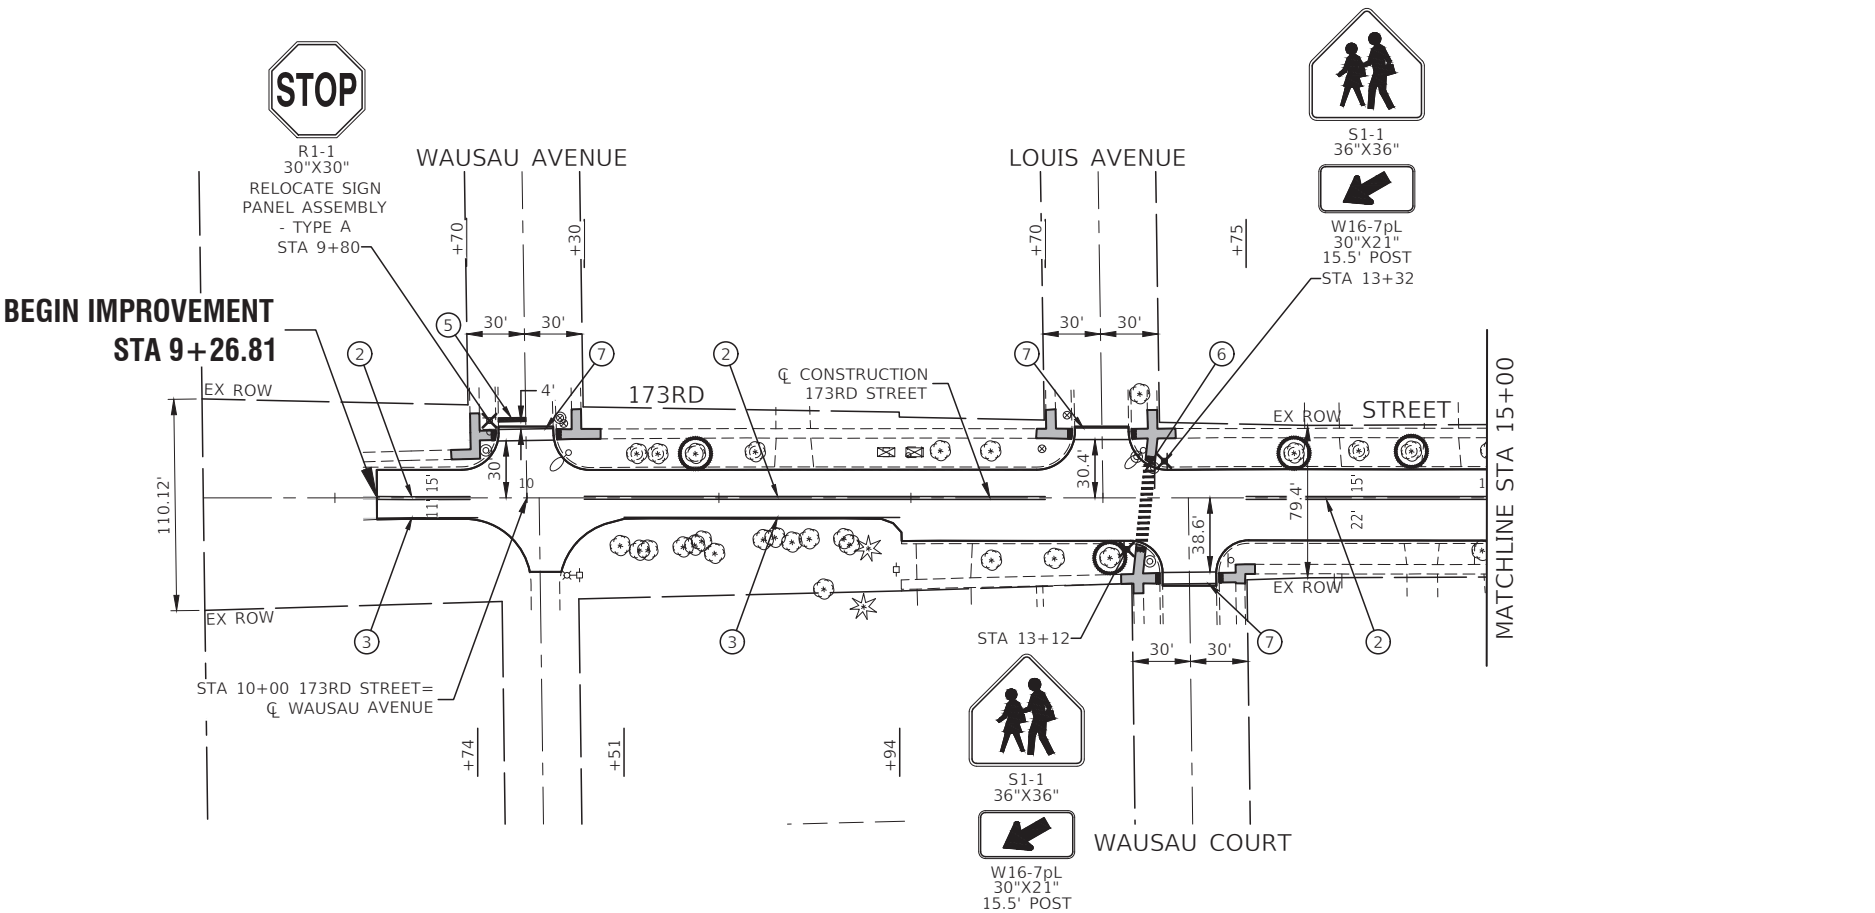 STOP
R1-1
30"X30"
RELOCATE SIGN
PANEL ASSEMBLY
- TYPE A
STA 9+80
WAUSAU AVENUE
LOUIS AVENUE
S1-1
36"X36"
W16-7pL
30"X21"
15.5' POST
STA 13+32
+70
+30
+70
+75
BEGIN IMPROVEMENT
STA 9+26.81
5
30'
30'
30'
30'
2
7
2
7
6
EX ROW
4'
173RD
℄ CONSTRUCTION
173RD STREET
EX ROW
STREET
MATCHLINE STA 15+00
110.12'
15'
11'
30'
10
30.4'
38.6'
79.4'
15'
22'
1
EX ROW
EX ROW
3
3
STA 13+12
7
2
30'
30'
STA 10+00 173RD STREET=
℄ WAUSAU AVENUE
+74
+51
+94
S1-1
36"X36"
WAUSAU COURT
W16-7pL
30"X21"
15.5' POST